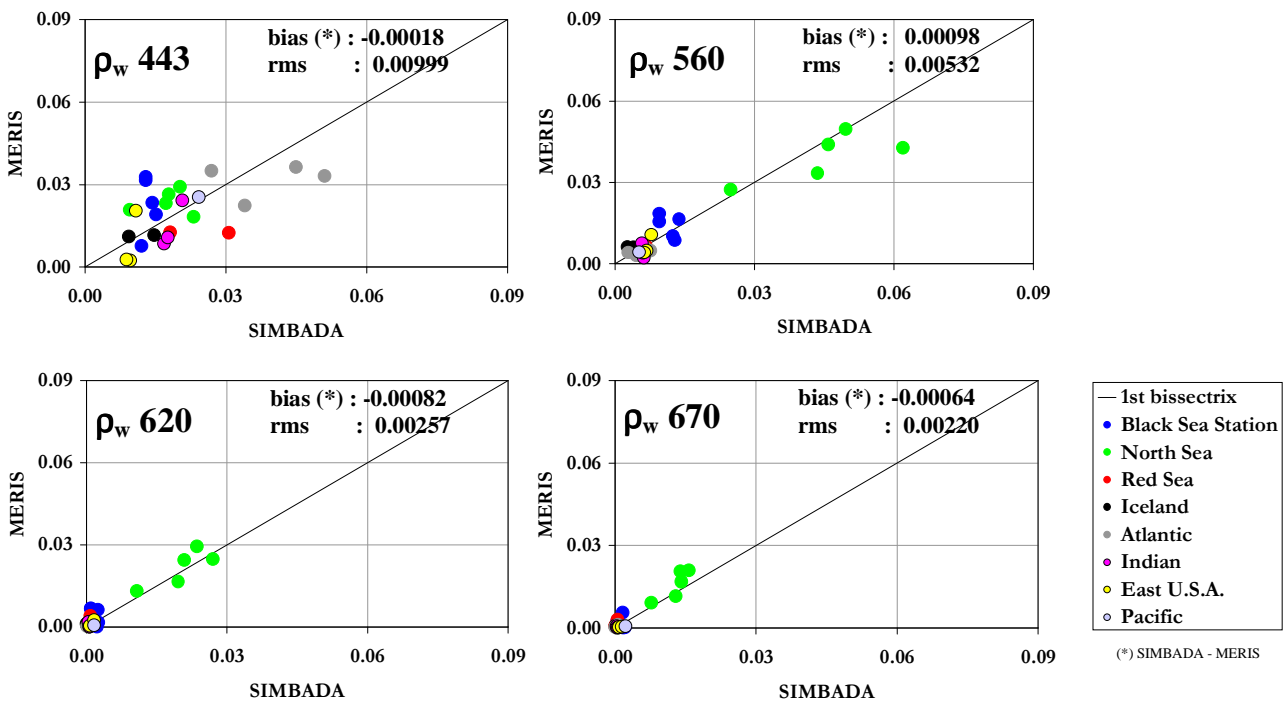 0.09
bias (*) : -0.00018
rms : 0.00999
ρw 443
0.06
MERIS
0.03
0.00
0.00 0.03 0.06 0.09
SIMBADA
0.09
bias (*) : 0.00098
rms : 0.00532
ρw 560
0.06
MERIS
0.03
0.00
0.00 0.03 0.06 0.09
SIMBADA
0.09
bias (*) : -0.00082
rms : 0.00257
ρw 620
0.06
MERIS
0.03
0.00
0.00 0.03 0.06 0.09
SIMBADA
0.09
bias (*) : -0.00064
rms : 0.00220
ρw 670
0.06
MERIS
0.03
0.00
0.00 0.03 0.06 0.09
SIMBADA
1st bissectrix
Black Sea Station
North Sea
Red Sea
Iceland
Atlantic
Indian
East U.S.A.
Pacific
(*) SIMBADA - MERIS